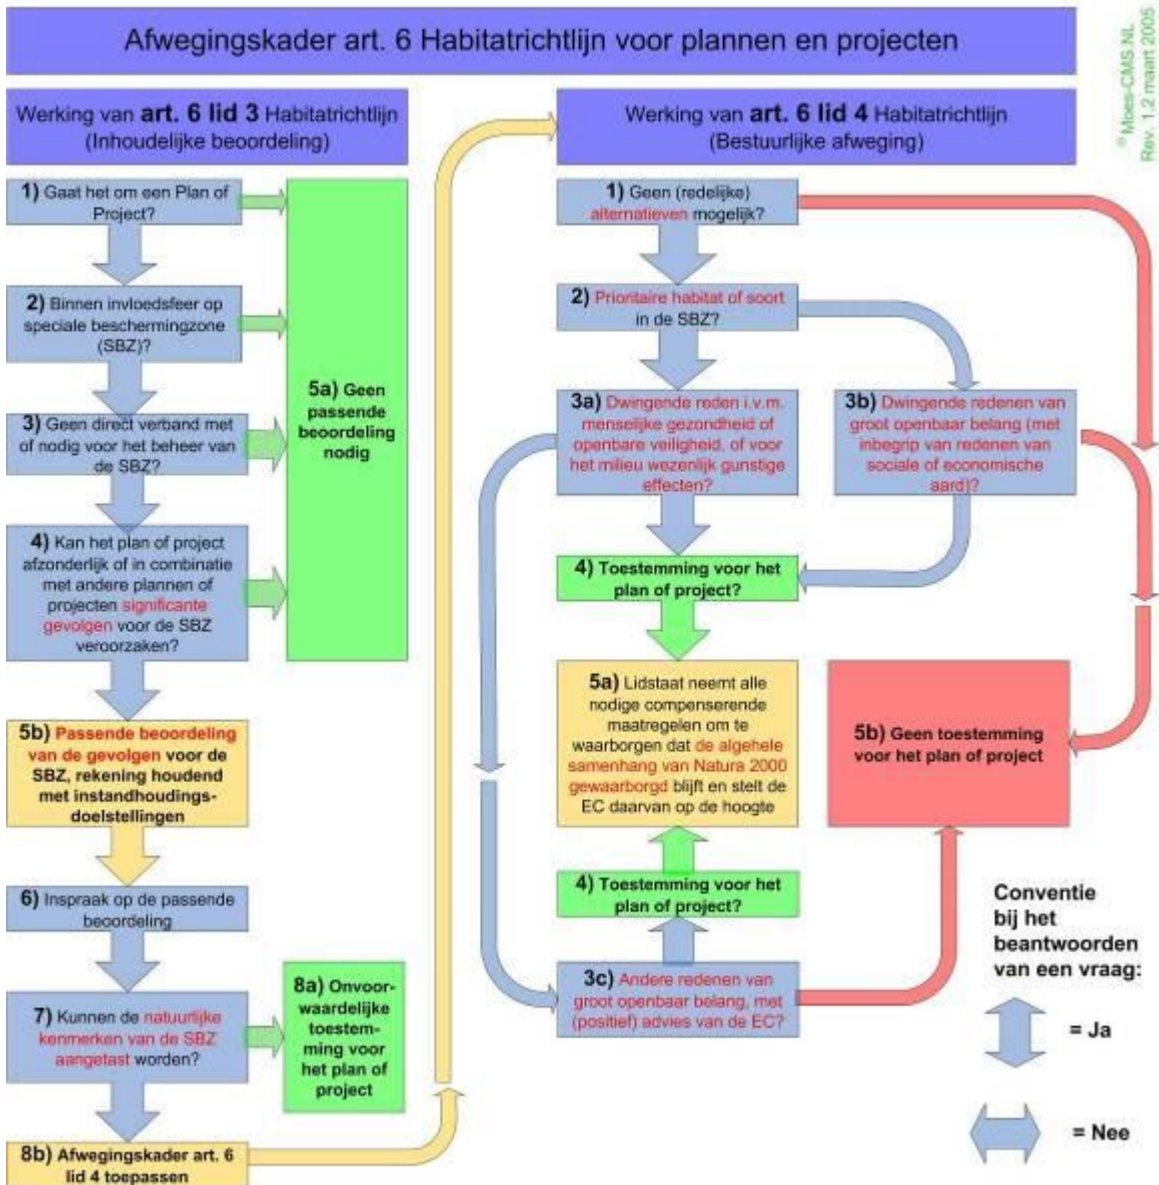 Afwegingskader art. 6 Habitatrichtlijn voor plannen en projecten
© Moes-CMS.NL
Rev. 1,2 maart 2005
Werking van art. 6 lid 3 Habitatrichtlijn
(Inhoudelijke beoordeling)
1) Gaat het om een Plan of
Project?
2) Binnen invloedsfeer op
speciale beschermingzone
(SBZ)?
3) Geen direct verband met
of nodig voor het beheer van
de SBZ?
4) Kan het plan of project
afzonderlijk of in combinatie
met andere plannen of
projecten significante
gevolgen voor de SBZ
veroorzaken?
5a) Geen
passende
beoordeling
nodig
5b) Passende beoordeling
van de gevolgen voor de
SBZ, rekening houdend
met instandhoudings-
doelstellingen
6) Inspraak op de passende
beoordeling
7) Kunnen de natuurlijke
kenmerken van de SBZ
aangetast worden?
8a) Onvoor-
waardelijke
toestem-
ming voor
het plan of
project
8b) Afwegingskader art. 6
lid 4 toepassen
Werking van art. 6 lid 4 Habitatrichtlijn
(Bestuurlijke afweging)
1) Geen (redelijke)
alternatieven mogelijk?
2) Prioritaire habitat of soort
in de SBZ?
3a) Dwingende reden i.v.m.
menselijke gezondheid of
openbare veiligheid, of voor
het milieu wezenlijk gunstige
effecten?
3b) Dwingende redenen van
groot openbaar belang (met
inbegrip van redenen van
sociale of economische
aard)?
4) Toestemming voor het
plan of project?
5a) Lidstaat neemt alle
nodige compenserende
maatregelen om te
waarborgen dat de algehele
samenhang van Natura 2000
gewaarborgd blijft en stelt de
EC daarvan op de hoogte
5b) Geen toestemming
voor het plan of project
4) Toestemming voor het
plan of project?
3c) Andere redenen van
groot openbaar belang, met
(positief) advies van de EC?
Conventie
bij het
beantwoorden
van een vraag:
= Ja
= Nee